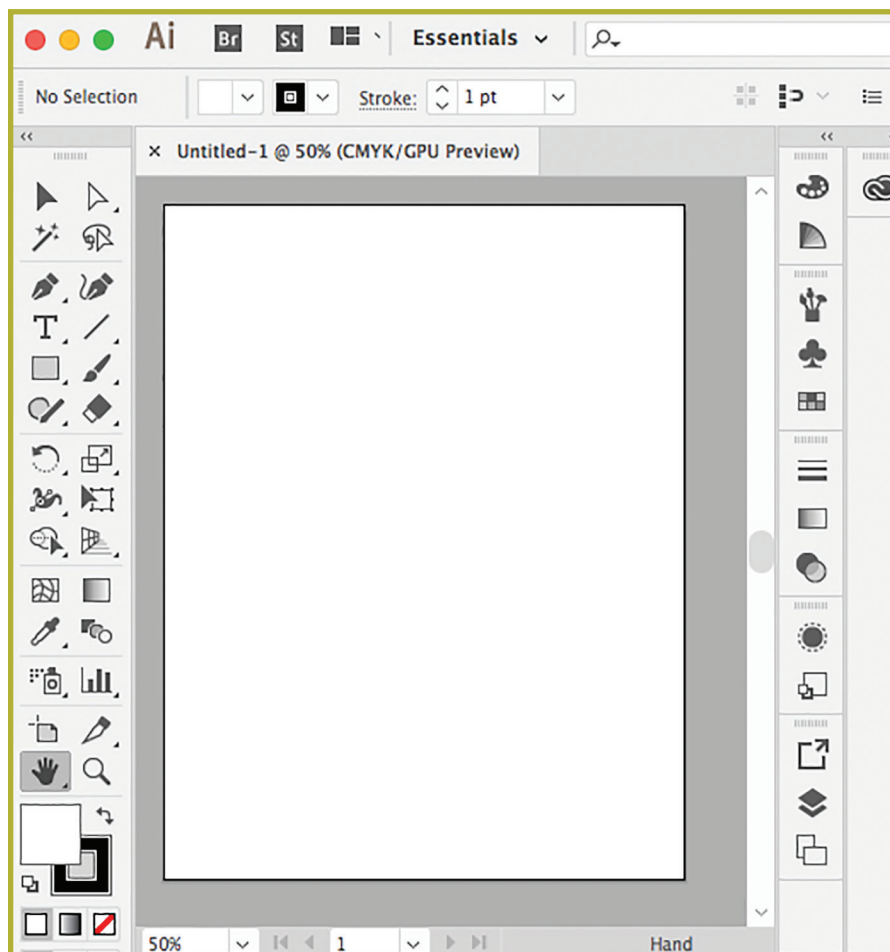 Ai Br St Essentials
No Selection Stroke: 1 pt
× Untitled-1 @ 50% (CMYK/GPU Preview)
T
50% 1 Hand